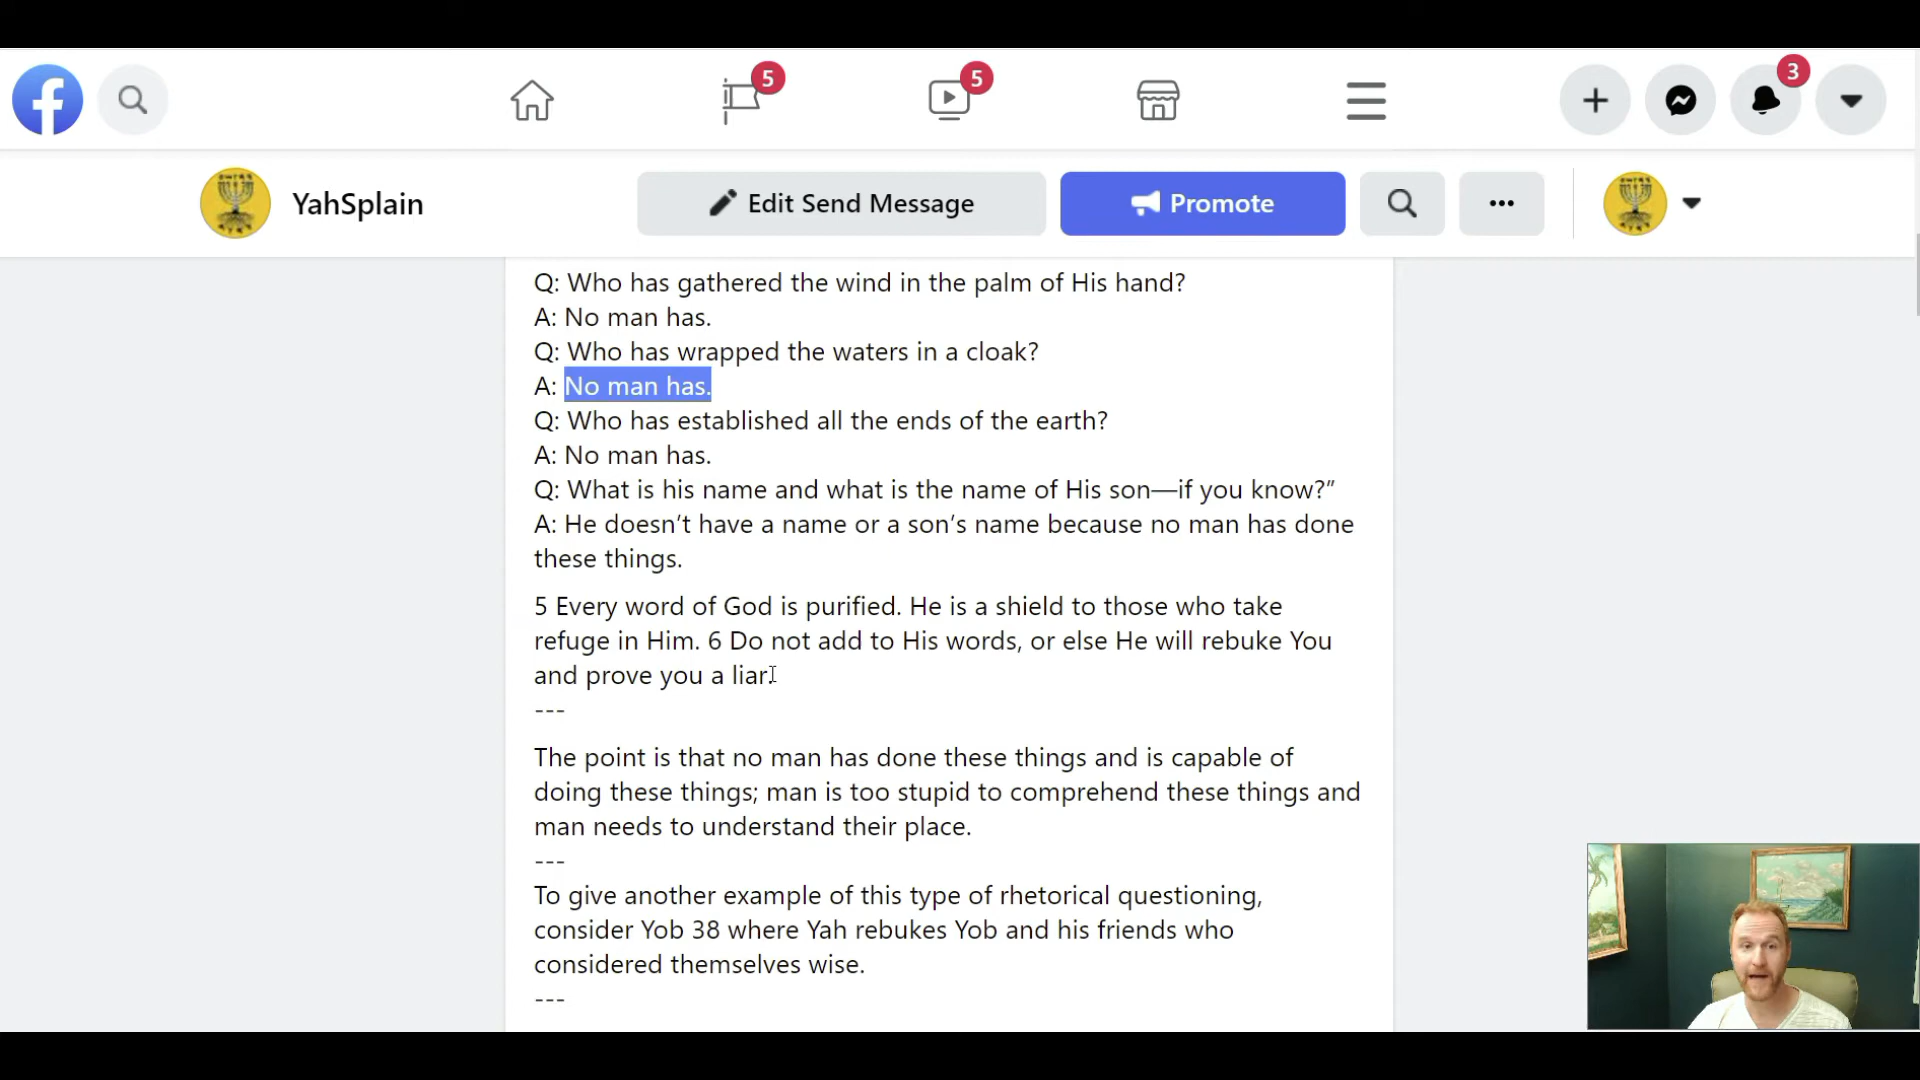 5
5
3
YahSplain
Edit Send Message
Promote
Q: Who has gathered the wind in the palm of His hand?
A: No man has.
Q: Who has wrapped the waters in a cloak?
A: No man has.
Q: Who has established all the ends of the earth?
A: No man has.
Q: What is his name and what is the name of His son—if you know?”
A: He doesn’t have a name or a son’s name because no man has done
these things.
5 Every word of God is purified. He is a shield to those who take
refuge in Him. 6 Do not add to His words, or else He will rebuke You
and prove you a liar.
---
The point is that no man has done these things and is capable of
doing these things; man is too stupid to comprehend these things and
man needs to understand their place.
---
To give another example of this type of rhetorical questioning,
consider Yob 38 where Yah rebukes Yob and his friends who
considered themselves wise.
---